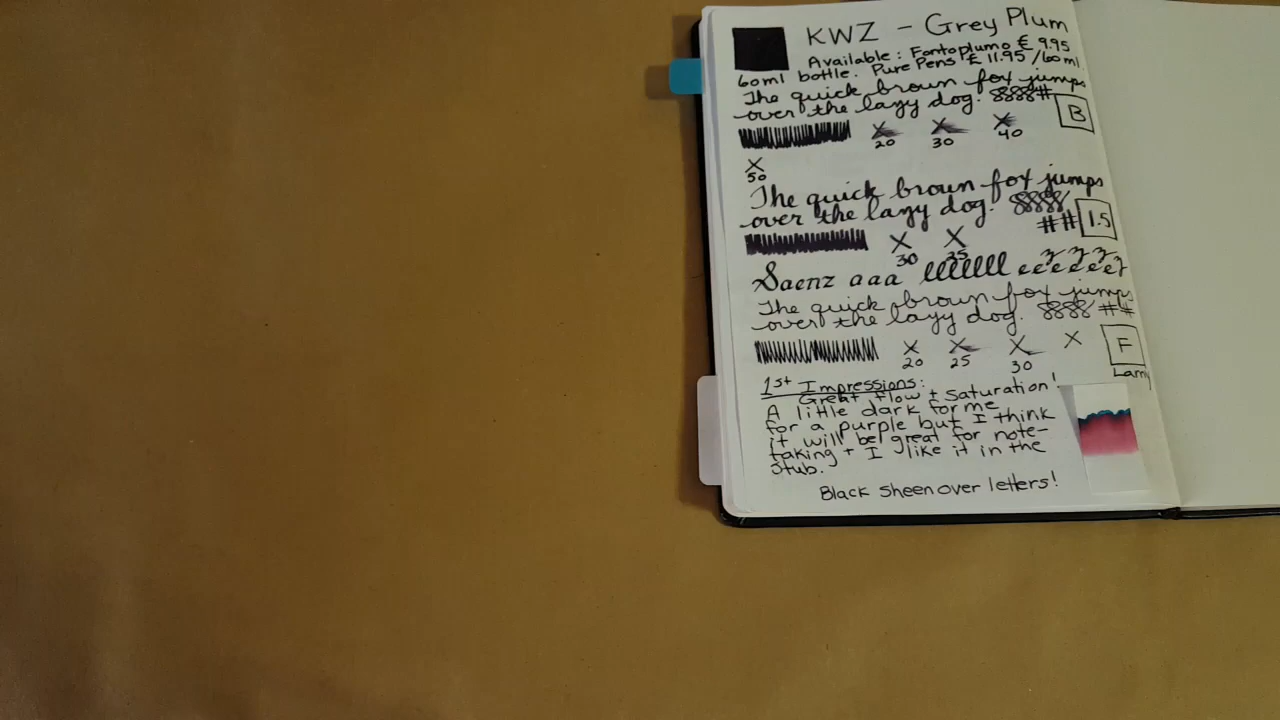 KWZ - Grey Plum
Available: Fontoplumo € 9.95
60ml bottle. Pure Pens £ 11.95/60ml
The quick brown fox jumps
over the lazy dog. 8888#
B
X X X
20 30 40
X
50
The quick brown fox jumps
over the lazy dog. 8888
## 1.5
X X
30 35
Saenz aaa llllllll eeeeee
The quick brown fox jumps
over the lazy dog. 8888 ##
X X X X
20 25 30
F
Lamy
1st Impressions:
Great flow + saturation!
A little dark for me
for a purple but I think
it will be great for note-
taking + I like it in the
stub.
Black sheen over letters!